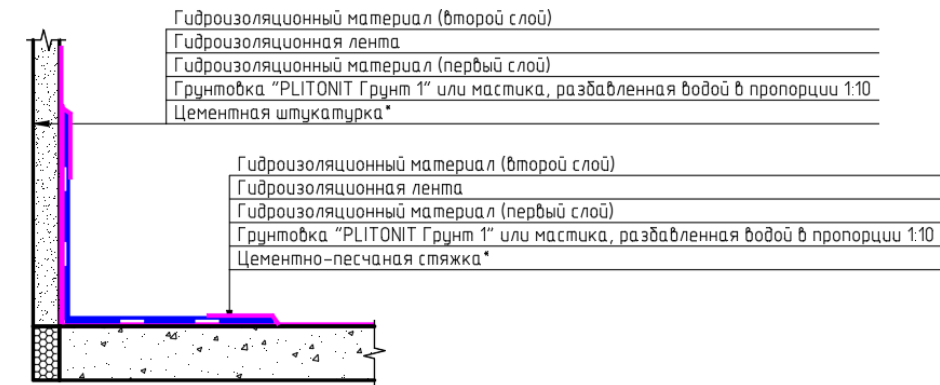 Гидроизоляционный материал (второй слой)
Гидроизоляционная лента
Гидроизоляционный материал (первый слой)
Грунтовка "PLITONIT Грунт 1" или мастика, разбавленная водой в пропорции 1:10
Цементная штукатурка*
Гидроизоляционный материал (второй слой)
Гидроизоляционная лента
Гидроизоляционный материал (первый слой)
Грунтовка "PLITONIT Грунт 1" или мастика, разбавленная водой в пропорции 1:10
Цементно-песчаная стяжка*